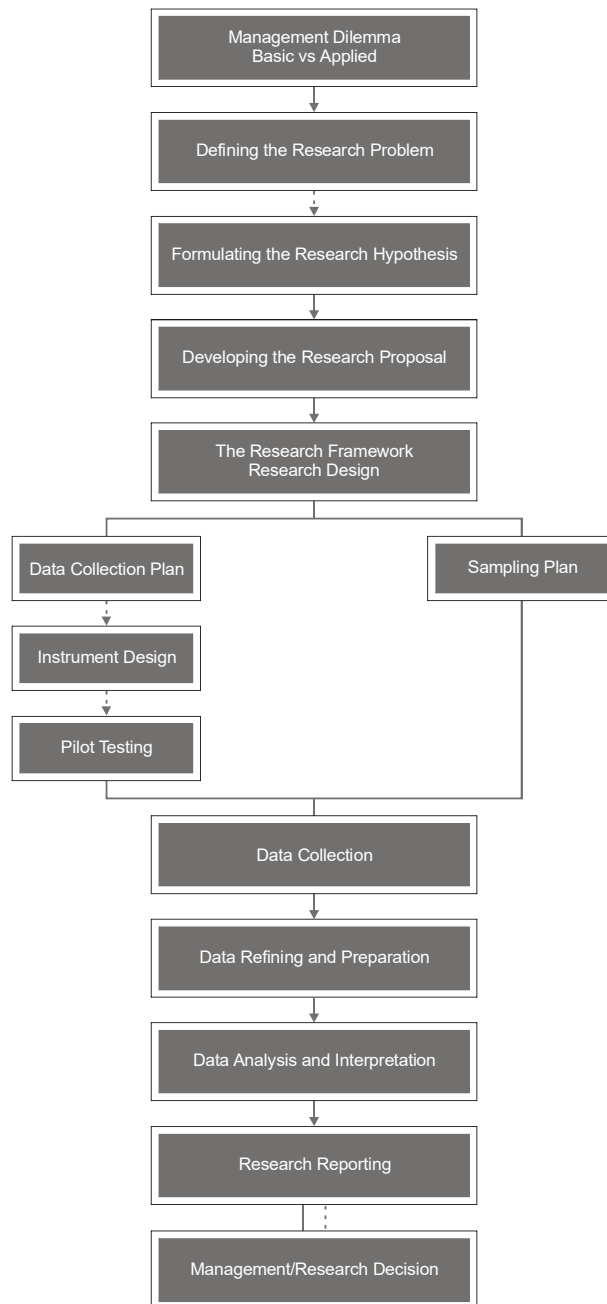 Management Dilemma
Basic vs Applied
Defining the Research Problem
Formulating the Research Hypothesis
Developing the Research Proposal
The Research Framework
Research Design
Data Collection Plan
Sampling Plan
Instrument Design
Pilot Testing
Data Collection
Data Refining and Preparation
Data Analysis and Interpretation
Research Reporting
Management/Research Decision